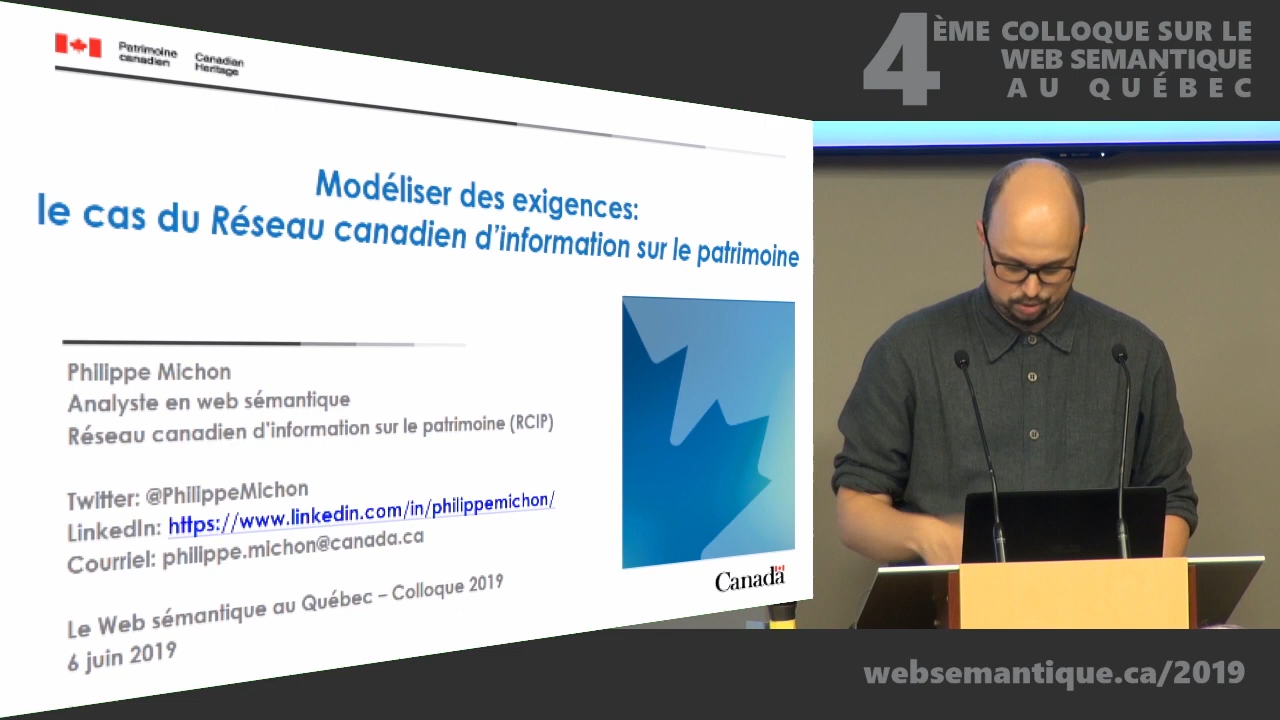 Patrimoine canadien
Canadian Heritage
Modéliser des exigences:
le cas du Réseau canadien d'information sur le patrimoine
Philippe Michon
Analyste en web sémantique
Réseau canadien d'information sur le patrimoine (RCIP)
Twitter: @PhilippeMichon
LinkedIn: https://www.linkedin.com/in/philippemichon/
Courriel: philippe.michon@canada.ca
Le Web sémantique au Québec – Colloque 2019
6 juin 2019
Canada
4ÈME COLLOQUE SUR LE
WEB SEMANTIQUE
AU QUÉBEC
websemantique.ca/2019